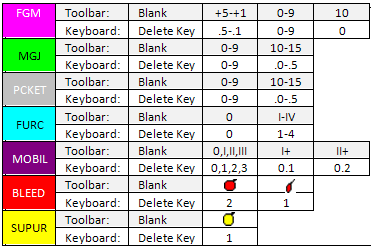 FGM Toolbar: Blank +5-+1 0-9 10
Keyboard: Delete Key .5-.1 0-9 0
MGJ Toolbar: Blank 0-9 10-15
Keyboard: Delete Key 0-9 .0-.5
PCKET Toolbar: Blank 0-9 10-15
Keyboard: Delete Key 0-9 .0-.5
FURC Toolbar: Blank 0 I-IV
Keyboard: Delete Key 0 1-4
MOBIL Toolbar: Blank 0,I,II,III I+ II+
Keyboard: Delete Key 0,1,2,3 0.1 0.2
BLEED Toolbar: Blank
Keyboard: Delete Key 2 1
SUPUR Toolbar: Blank
Keyboard: Delete Key 1